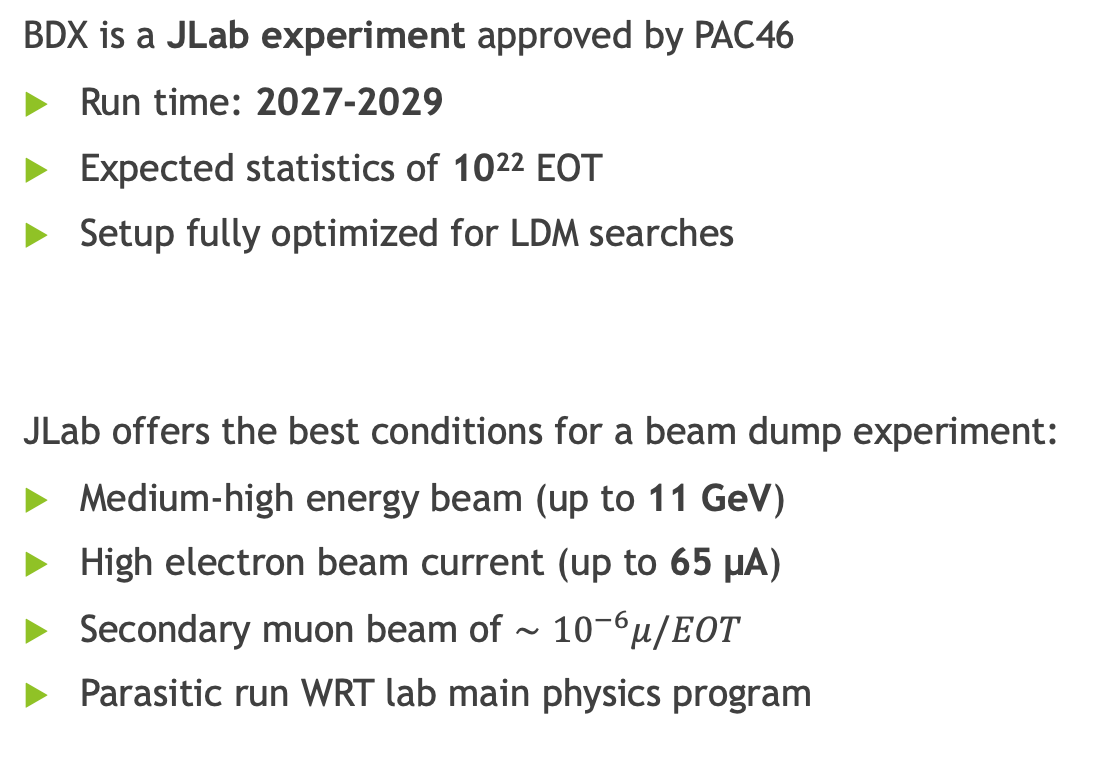 BDX is a JLab experiment approved by PAC46
▶ Run time: 2027-2029
▶ Expected statistics of 10²² EOT
▶ Setup fully optimized for LDM searches
JLab offers the best conditions for a beam dump experiment:
▶ Medium-high energy beam (up to 11 GeV)
▶ High electron beam current (up to 65 µA)
▶ Secondary muon beam of ~ 10⁻⁶μ/EOT
▶ Parasitic run WRT lab main physics program